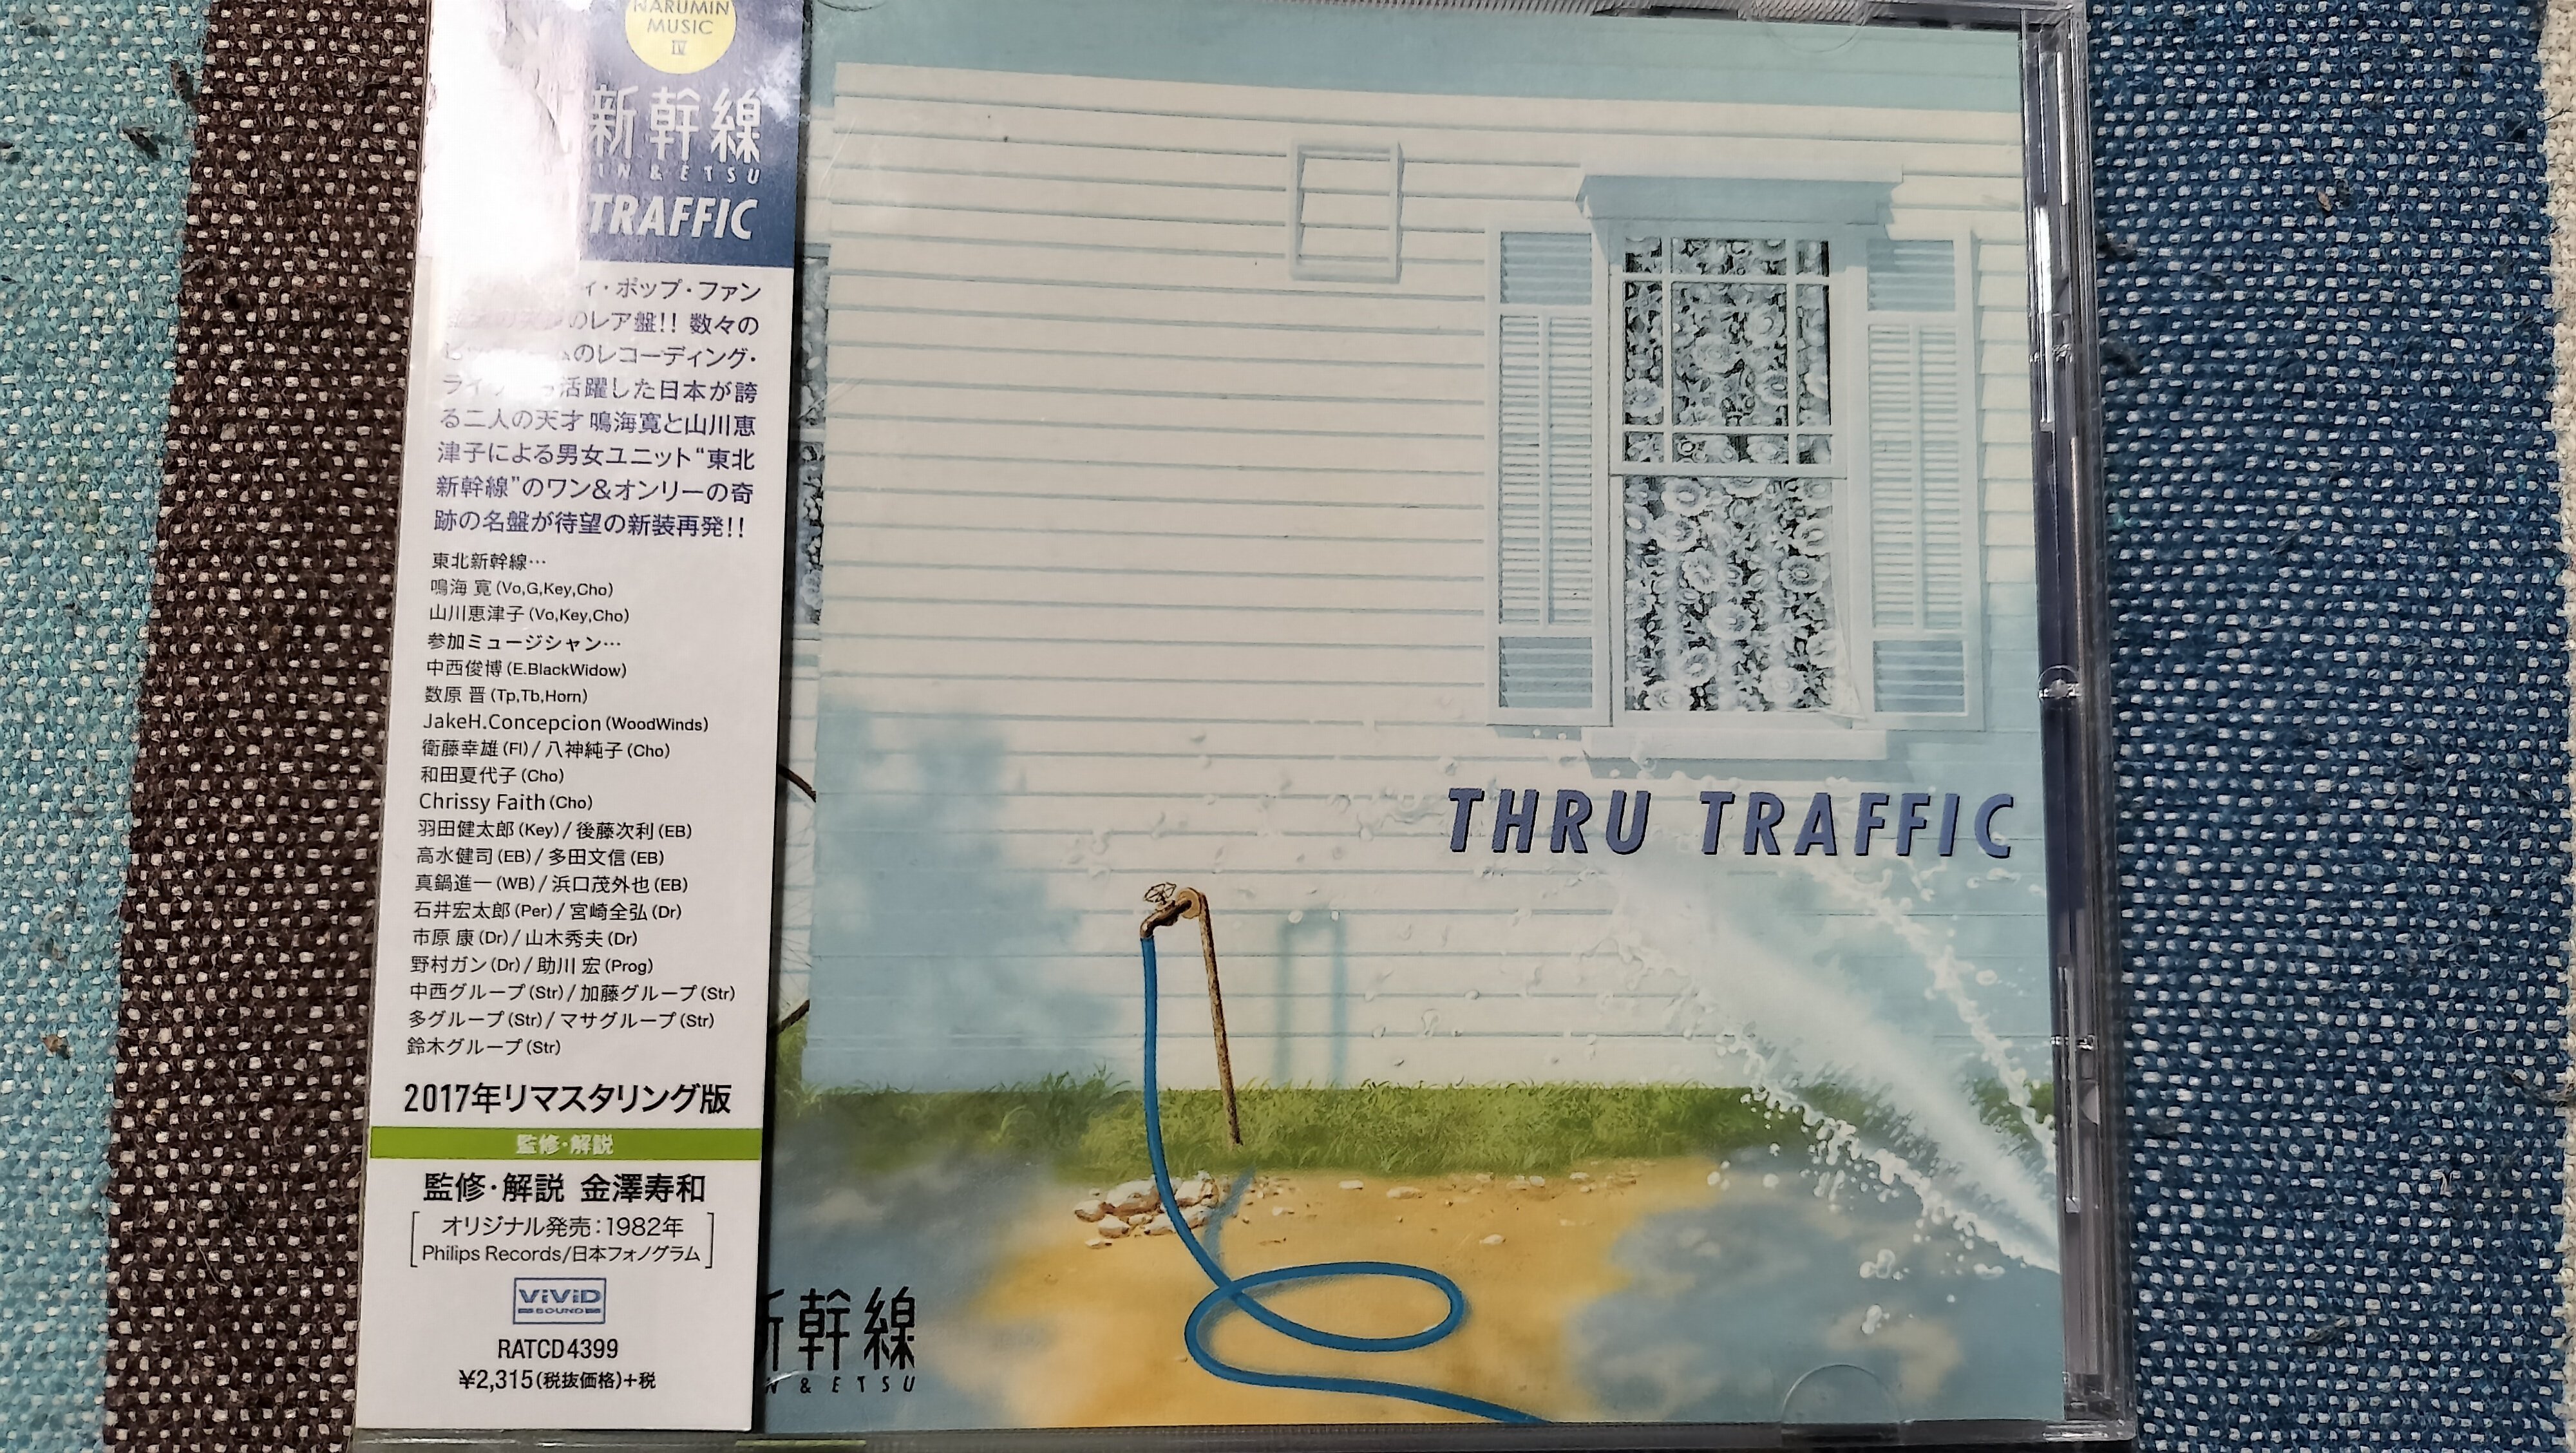 NARUMIN
MUSIC
IV
新幹線
IN & ETSU
TRAFFIC
ィ・ポップ・ファン
のレア盤!! 数々の
のレコーディング・
活躍した日本が誇
る二人の天才 鳴海寛と山川恵
津子による男女ユニット“東北
新幹線”のワン&オンリーの奇
跡の名盤が待望の新装再発!!
東北新幹線…
鳴海 寛(Vo,G,Key,Cho)
山川恵津子(Vo,Key,Cho)
参加ミュージシャン…
中西俊博(E.BlackWidow)
数原 晋(Tp,Tb,Horn)
JakeH.Concepcion(WoodWinds)
衛藤幸雄(Fl)/八神純子(Cho)
和田夏代子(Cho)
Chrissy Faith(Cho)
羽田健太郎(Key)/後藤次利(EB)
高水健司(EB)/多田文信(EB)
真鍋進一(WB)/浜口茂外也(EB)
石井宏太郎(Per)/宮崎全弘(Dr)
市原 康(Dr)/山木秀夫(Dr)
野村ガン(Dr)/助川 宏(Prog)
中西グループ(Str)/加藤グループ(Str)
多グループ(Str)/マサグループ(Str)
鈴木グループ(Str)
2017年リマスタリング版
監修・解説
監修・解説 金澤寿和
オリジナル発売:1982年
Philips Records/日本フォノグラム
ViViD
SOUND
RATCD4399
¥2,315(税抜価格)+税
THRU TRAFFIC
幹線
& ETSU